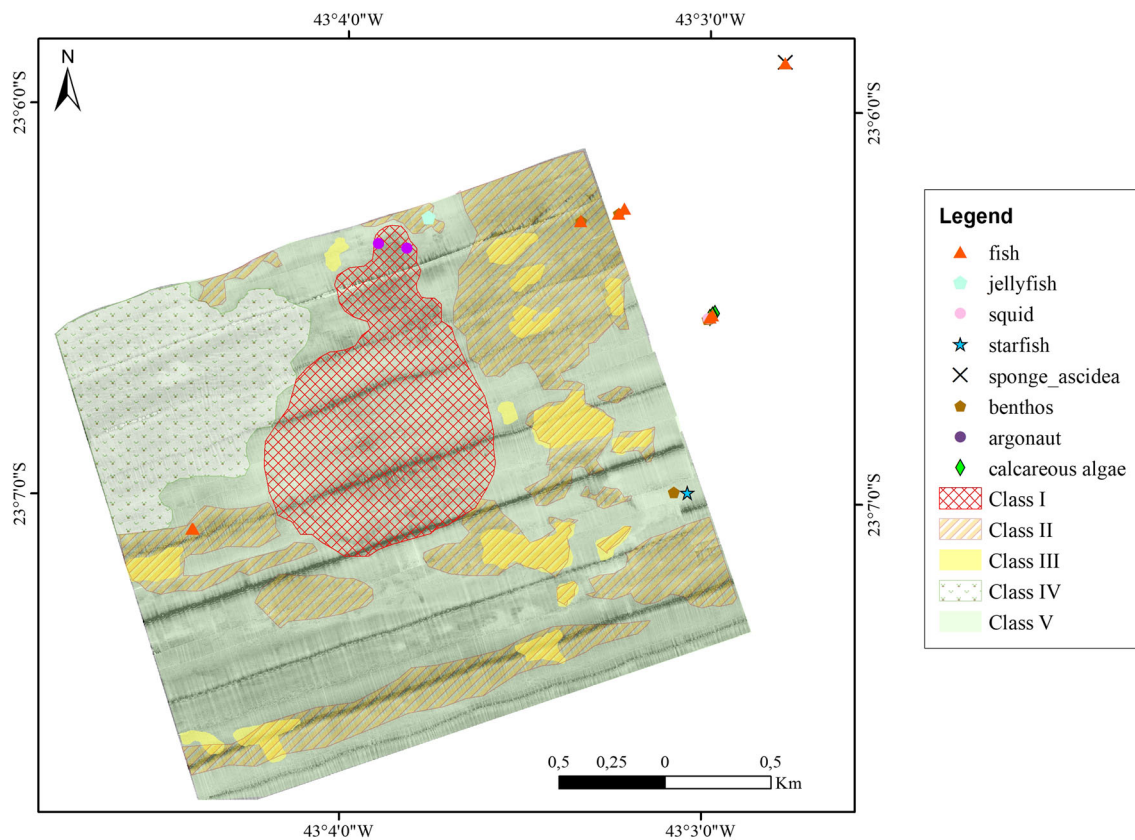 43°4'0"W
43°3'0"W
N
23°6'0"S
23°6'0"S
Legend
fish
jellyfish
squid
starfish
sponge_ascidea
benthos
argonaut
calcareous algae
Class I
Class II
Class III
Class IV
Class V
23°7'0"S
23°7'0"S
0,5
0,25
0
0,5
Km
43°4'0"W
43°3'0"W